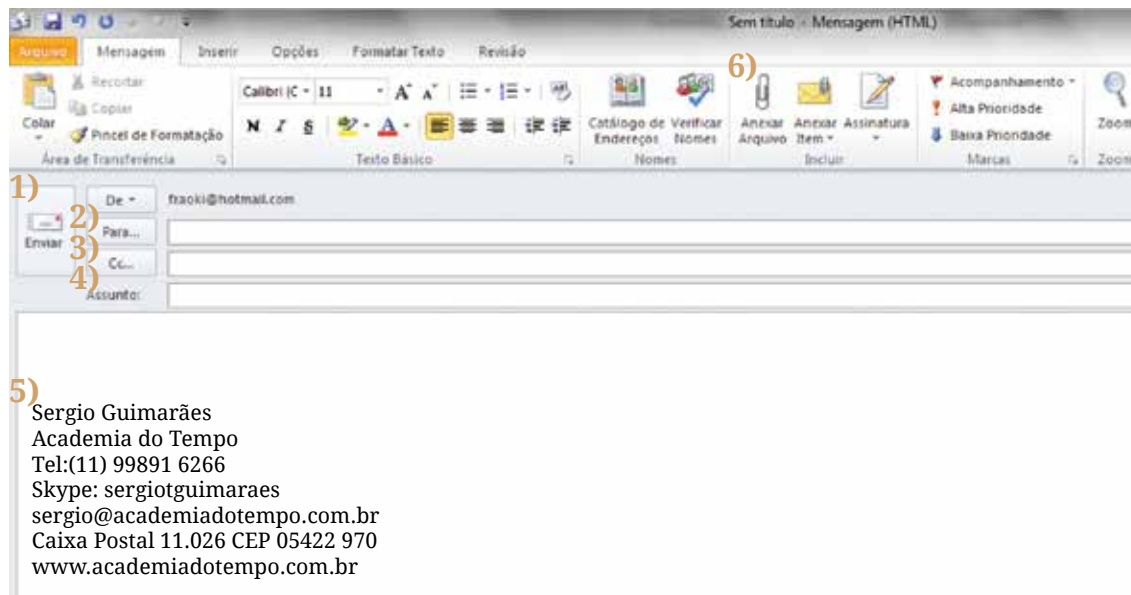 Sem título - Mensagem (HTML)
Arquivo Mensagem Inserir Opções Formatar Texto Revisão
6)
Recortar Calibri (C 11 Acompanhamento
Copiar Alta Prioridade
Colar Pincel de Formatação N I S A Catálogo de Endereços Verificar Nomes Anexar Arquivo Anexar Item Assinatura Baixa Prioridade Zoom
Área de Transferência Texto Básico Nomes Incluir Marcas Zoom
1)
De fraoki@hotmail.com
2)
Enviar Para...
3)
Cc...
4)
Assunto:
5)
Sergio Guimarães
Academia do Tempo
Tel:(11) 99891 6266
Skype: sergiotguimaraes
sergio@academiadotempo.com.br
Caixa Postal 11.026 CEP 05422 970
www.academiadotempo.com.br